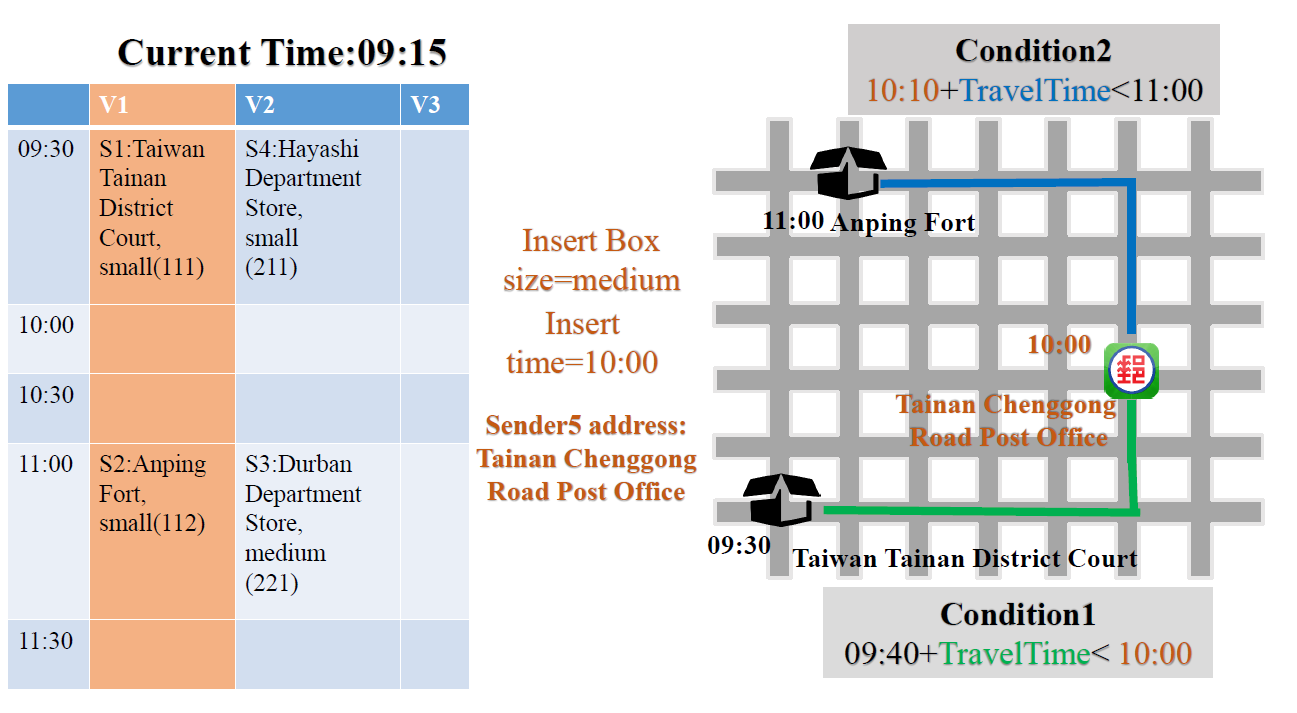 Current Time:09:15
V1
V2
V3
09:30
S1:Taiwan
Tainan
District
Court,
small(111)
S4:Hayashi
Department
Store,
small
(211)
10:00
10:30
11:00
S2:Anping
Fort,
small(112)
S3:Durban
Department
Store,
medium
(221)
11:30
Insert Box
size=medium
Insert
time=10:00
Sender5 address:
Tainan Chenggong
Road Post Office
Condition2
10:10+TravelTime<11:00
11:00 Anping Fort
10:00
郵
Tainan Chenggong
Road Post Office
09:30
Taiwan Tainan District Court
Condition1
09:40+TravelTime< 10:00